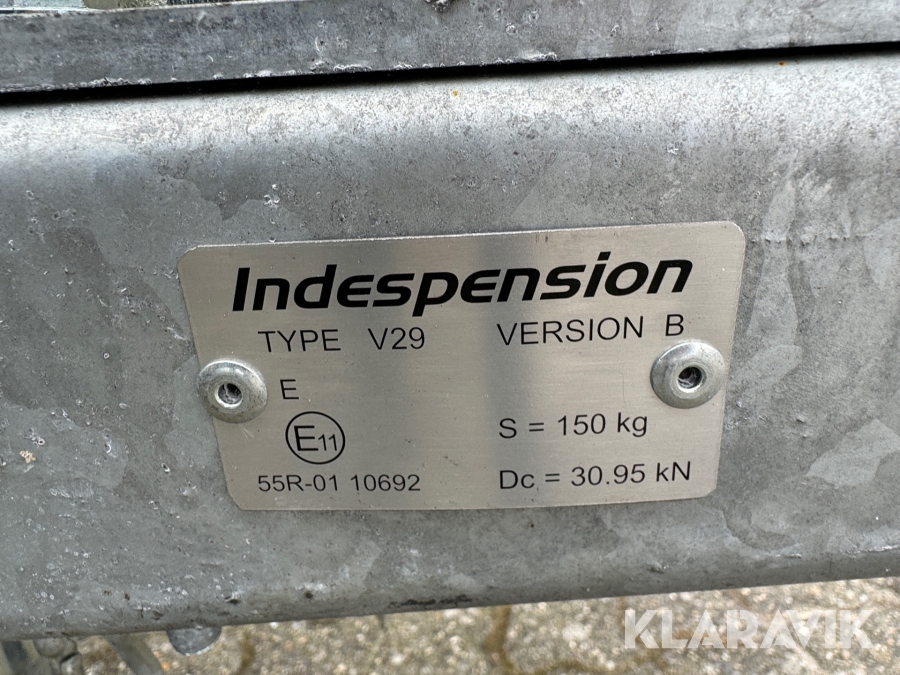 Indespension
TYPE V29 VERSION B
E
E11 S = 150 kg
55R-01 10692 Dc = 30.95 kN
KLARAVIK